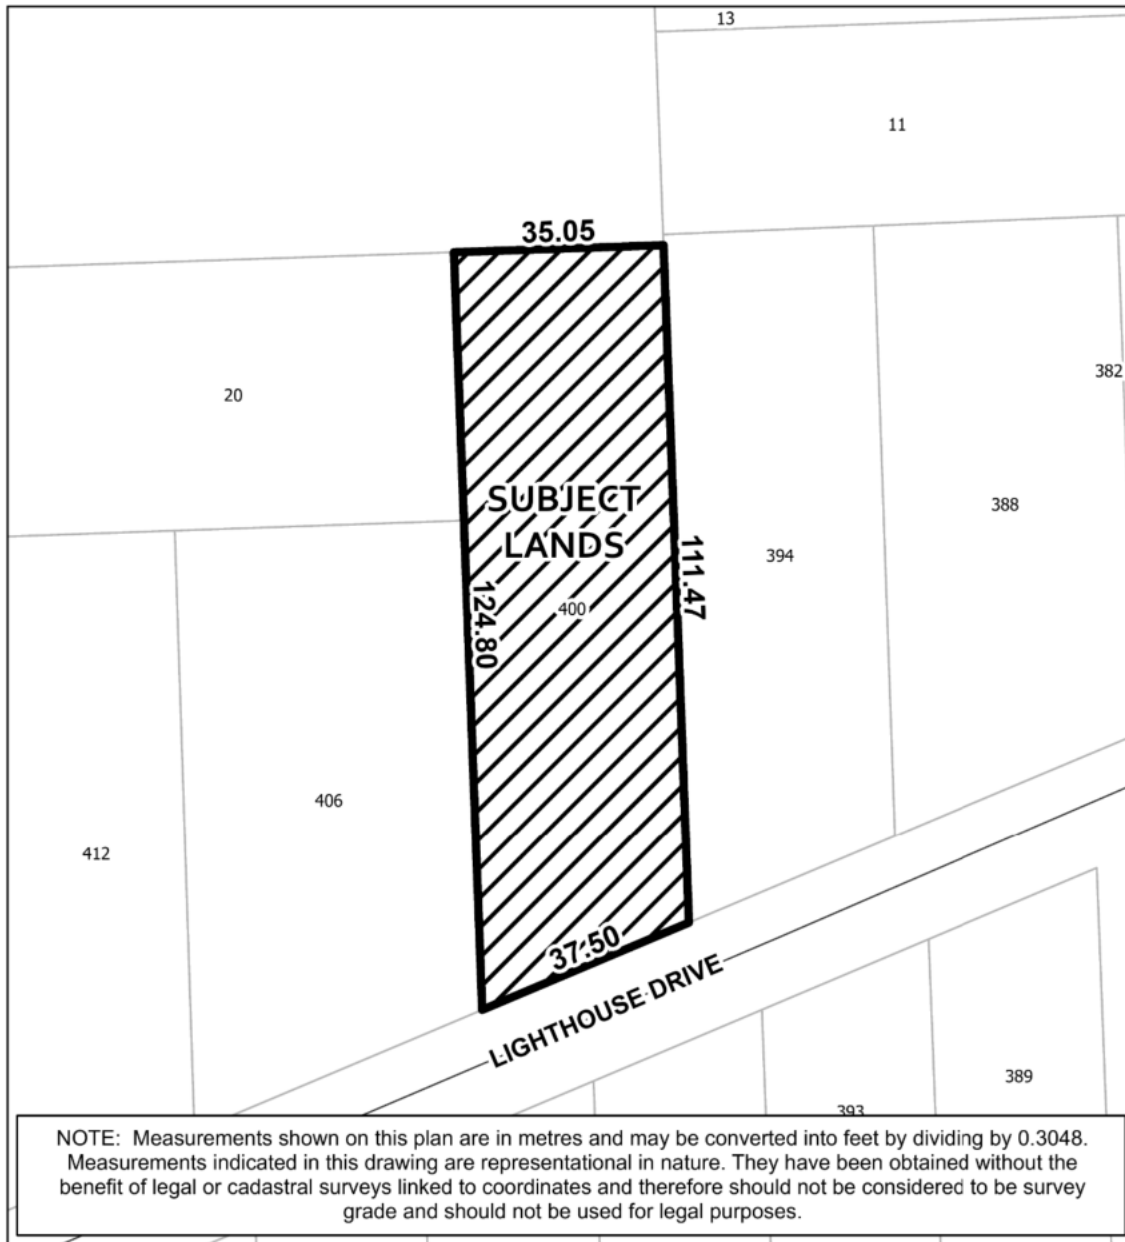 13
11
35.05
20
382
388
SUBJECT
LANDS
394
111.47
124.80
400
406
412
37.50
LIGHTHOUSE DRIVE
389
393
NOTE: Measurements shown on this plan are in metres and may be converted into feet by dividing by 0.3048.
Measurements indicated in this drawing are representational in nature. They have been obtained without the
benefit of legal or cadastral surveys linked to coordinates and therefore should not be considered to be survey
grade and should not be used for legal purposes.